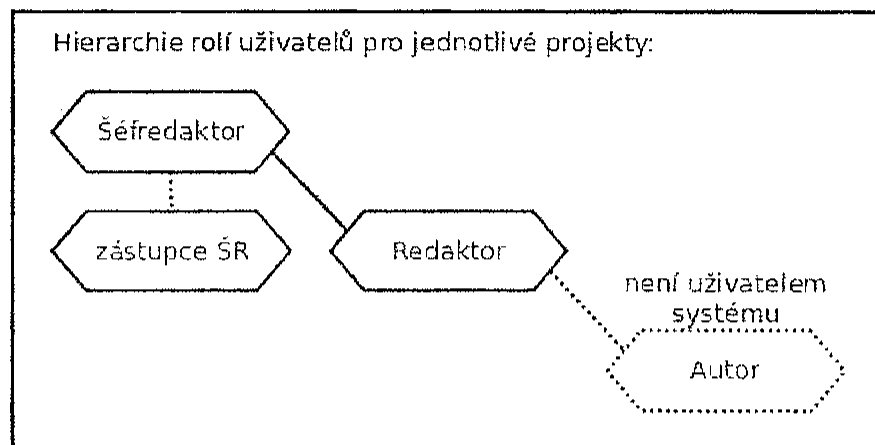 Hierarchie rolí uživatelů pro jednotlivé projekty:
Šéfredaktor
zástupce ŠR
Redaktor
není uživatelem
systému
Autor